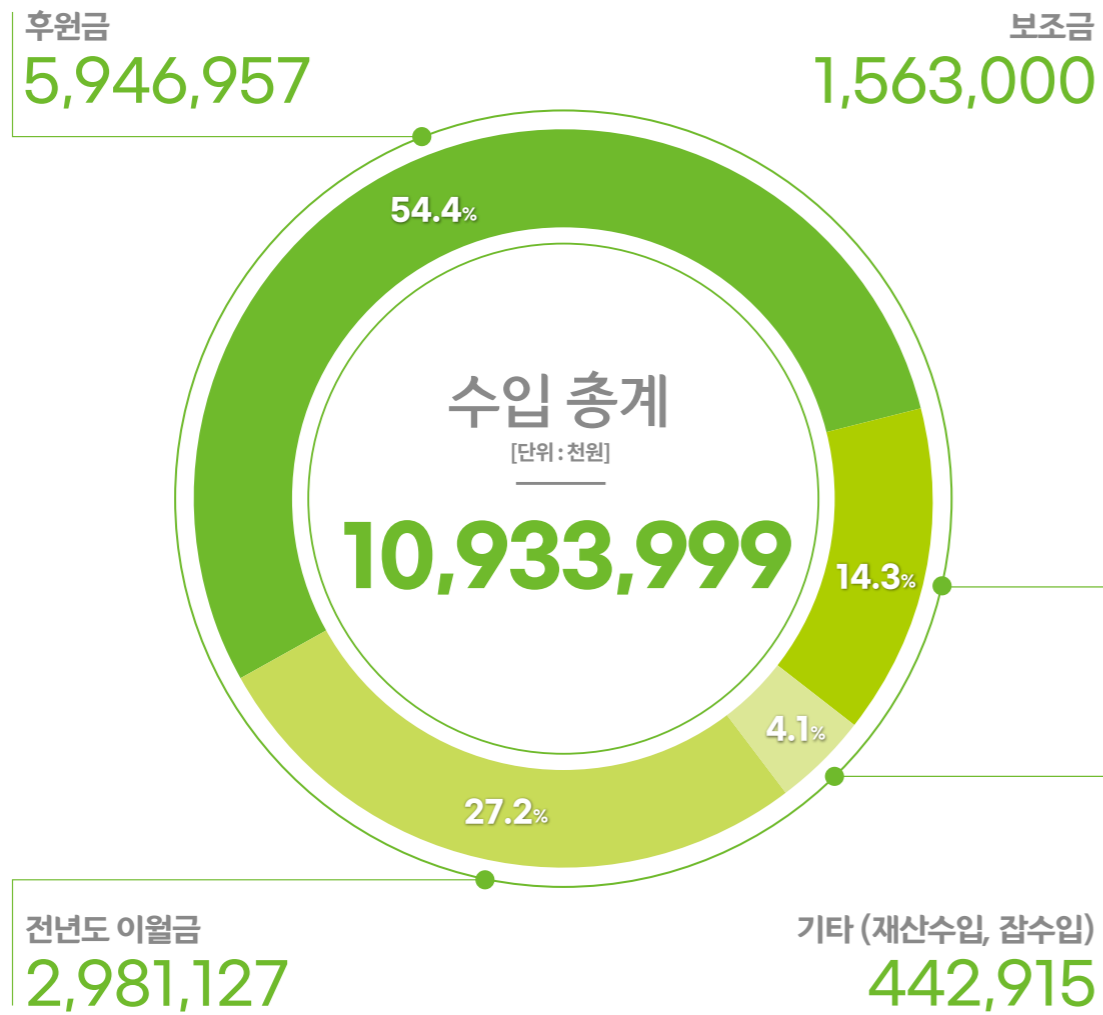 후원금
5,946,957
보조금
1,563,000
54.4%
수입 총계
[단위 : 천원]
10,933,999
14.3%
4.1%
27.2%
전년도 이월금
2,981,127
기타 (재산수입, 잡수입)
442,915